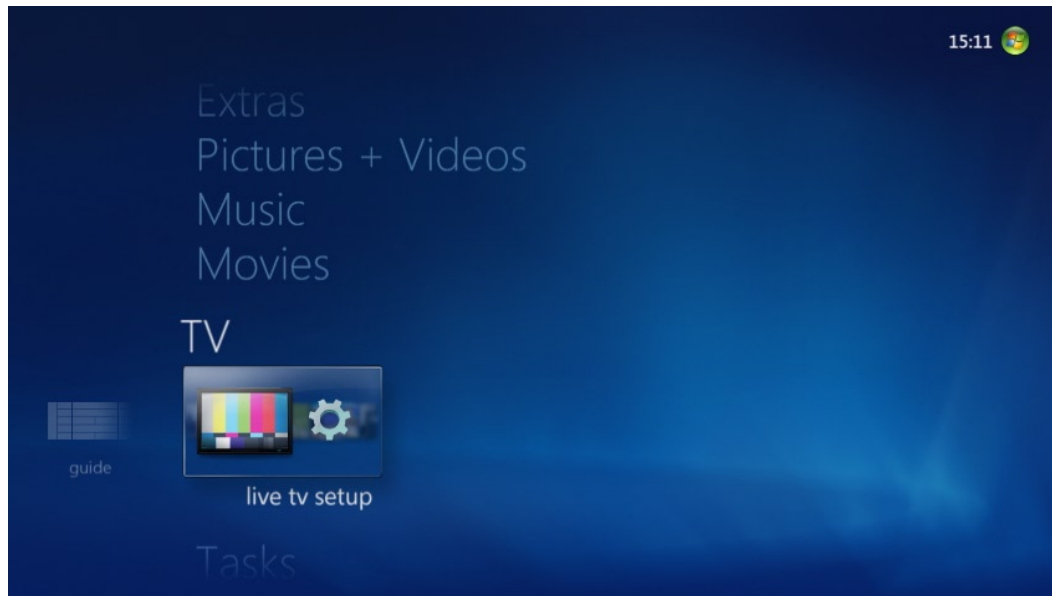 15:11
Extras
Pictures + Videos
Music
Movies
TV
guide
live tv setup
Tasks